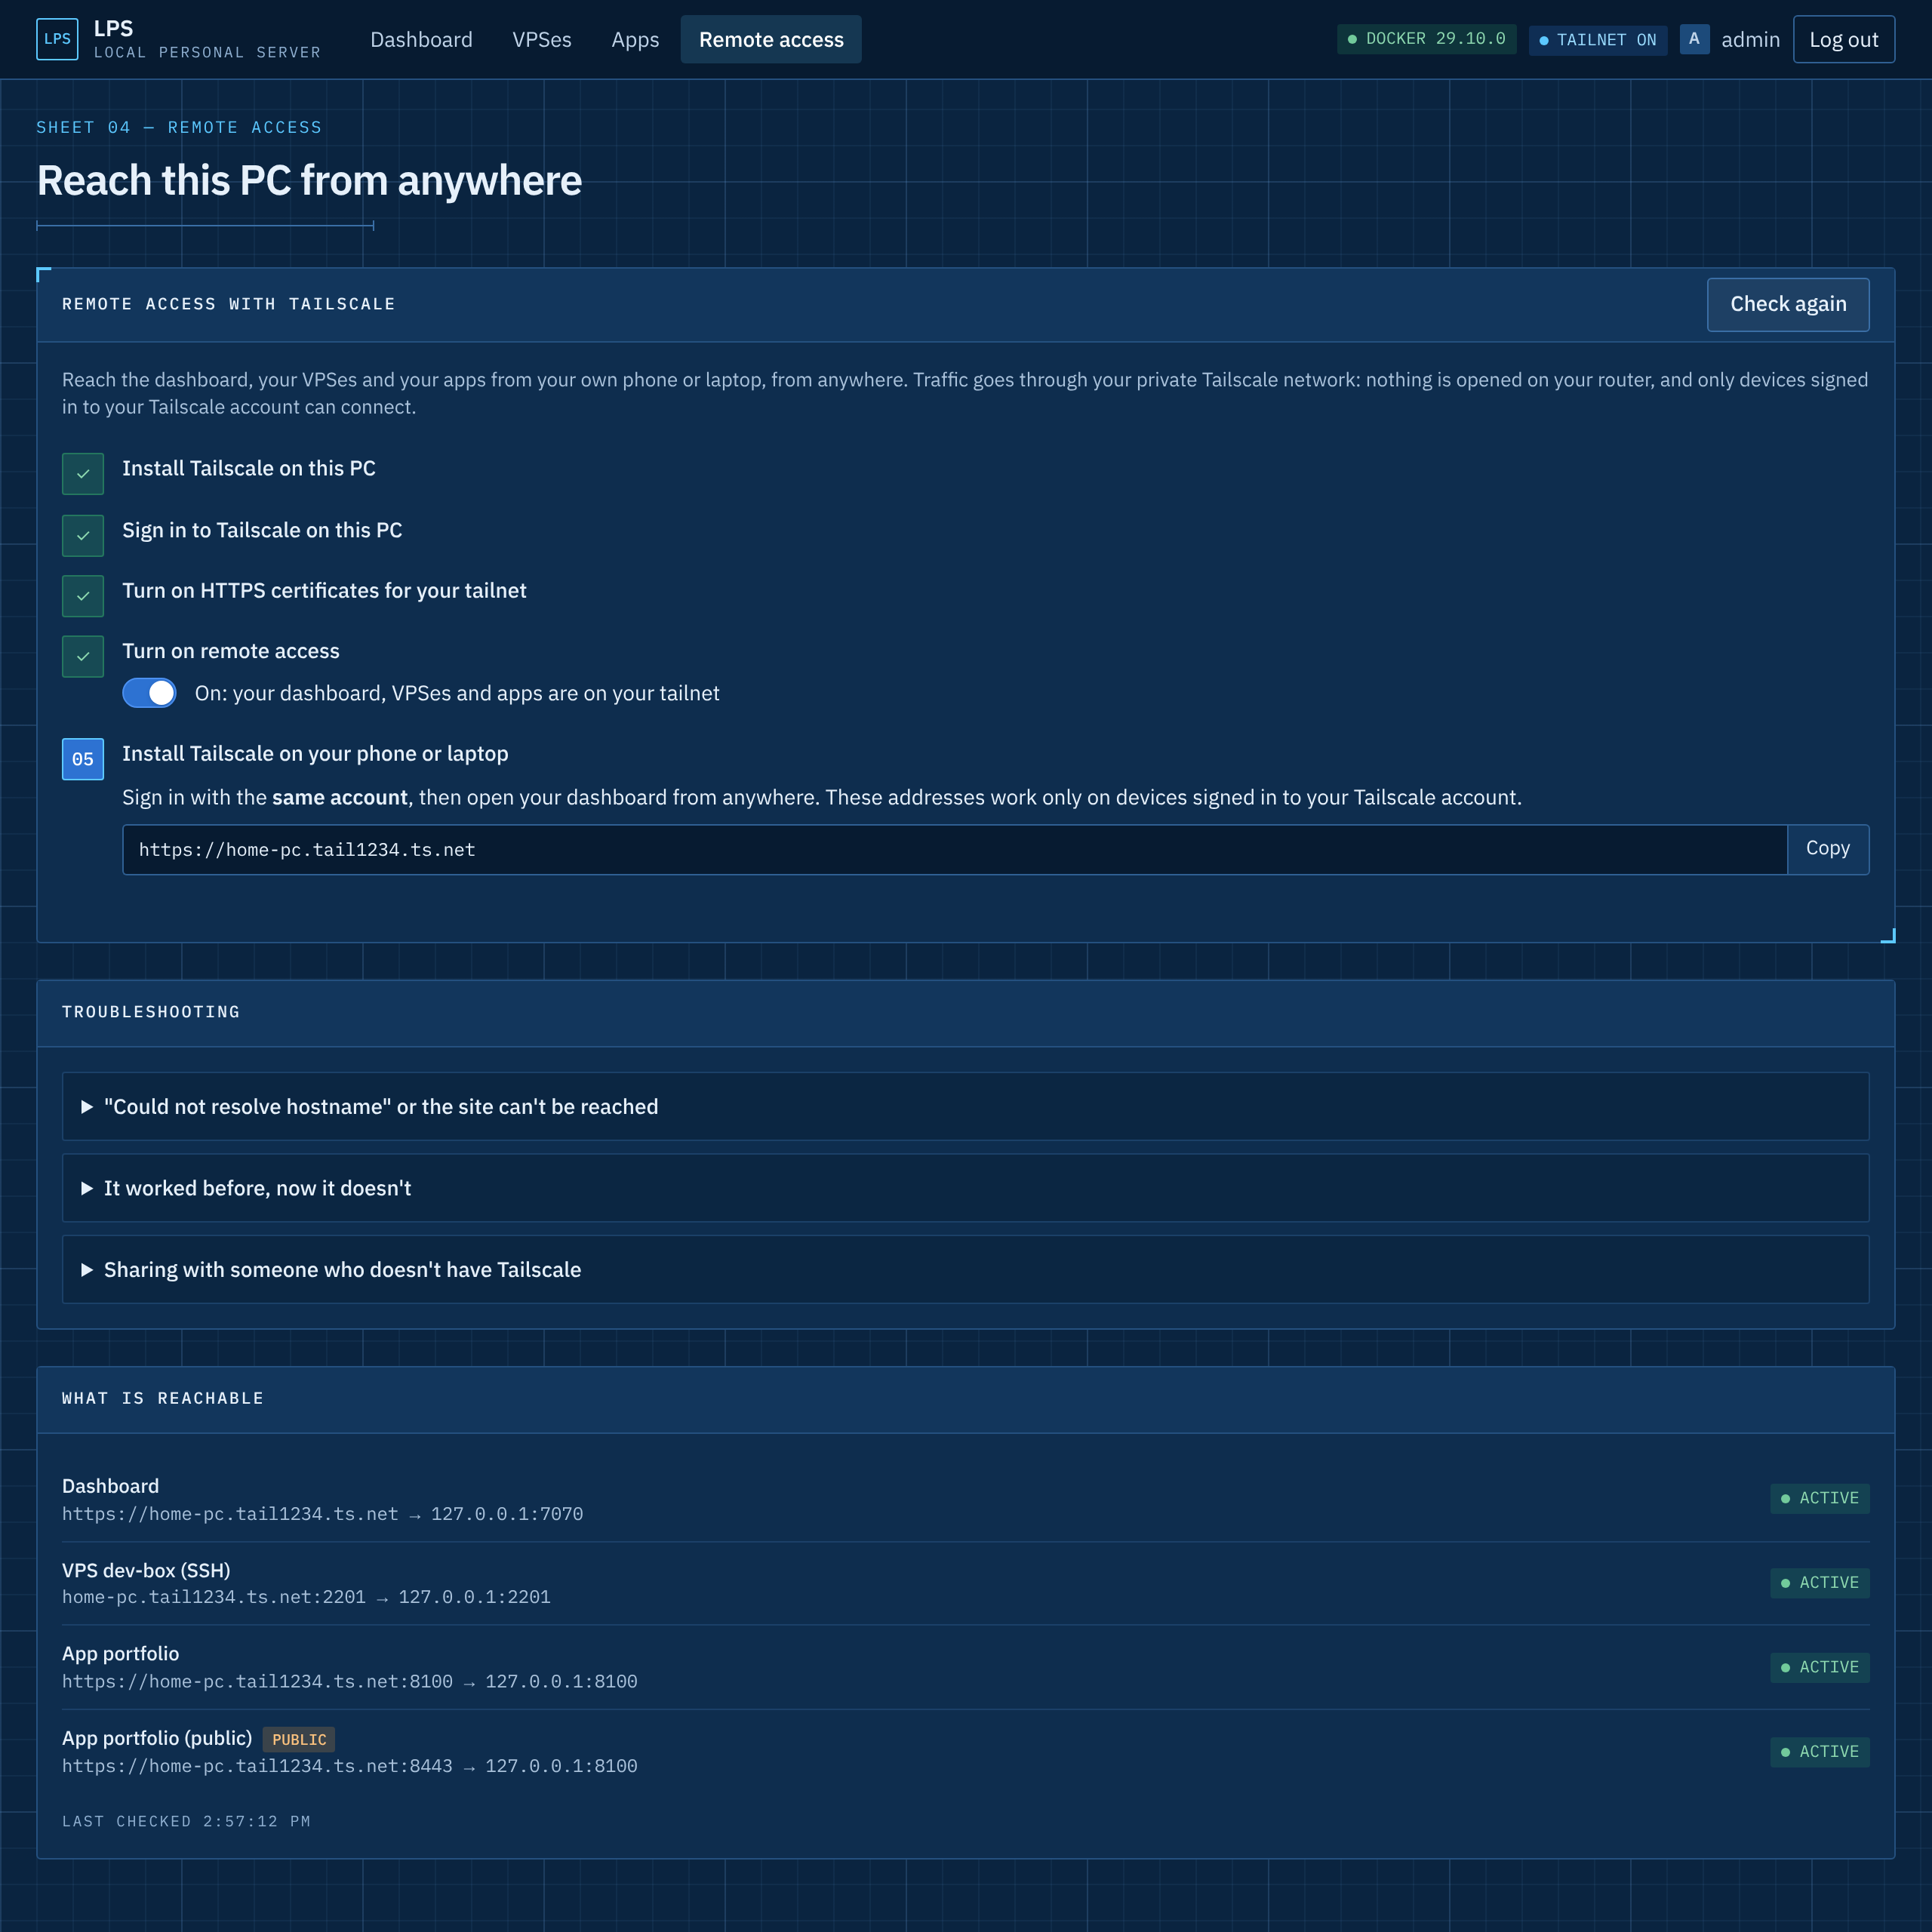 LPS
LPS
LOCAL PERSONAL SERVER
Dashboard
VPSes
Apps
Remote access
DOCKER 29.10.0
TAILNET ON
A
admin
Log out
SHEET 04 — REMOTE ACCESS
Reach this PC from anywhere
REMOTE ACCESS WITH TAILSCALE
Check again
Reach the dashboard, your VPSes and your apps from your own phone or laptop, from anywhere. Traffic goes through your private Tailscale network: nothing is opened on your router, and only devices signed
in to your Tailscale account can connect.
Install Tailscale on this PC
Sign in to Tailscale on this PC
Turn on HTTPS certificates for your tailnet
Turn on remote access
On: your dashboard, VPSes and apps are on your tailnet
05
Install Tailscale on your phone or laptop
Sign in with the same account, then open your dashboard from anywhere. These addresses work only on devices signed in to your Tailscale account.
https://home-pc.tail1234.ts.net
Copy
TROUBLESHOOTING
"Could not resolve hostname" or the site can't be reached
It worked before, now it doesn't
Sharing with someone who doesn't have Tailscale
WHAT IS REACHABLE
Dashboard
https://home-pc.tail1234.ts.net → 127.0.0.1:7070
ACTIVE
VPS dev-box (SSH)
home-pc.tail1234.ts.net:2201 → 127.0.0.1:2201
ACTIVE
App portfolio
https://home-pc.tail1234.ts.net:8100 → 127.0.0.1:8100
ACTIVE
App portfolio (public) PUBLIC
https://home-pc.tail1234.ts.net:8443 → 127.0.0.1:8100
ACTIVE
LAST CHECKED 2:57:12 PM